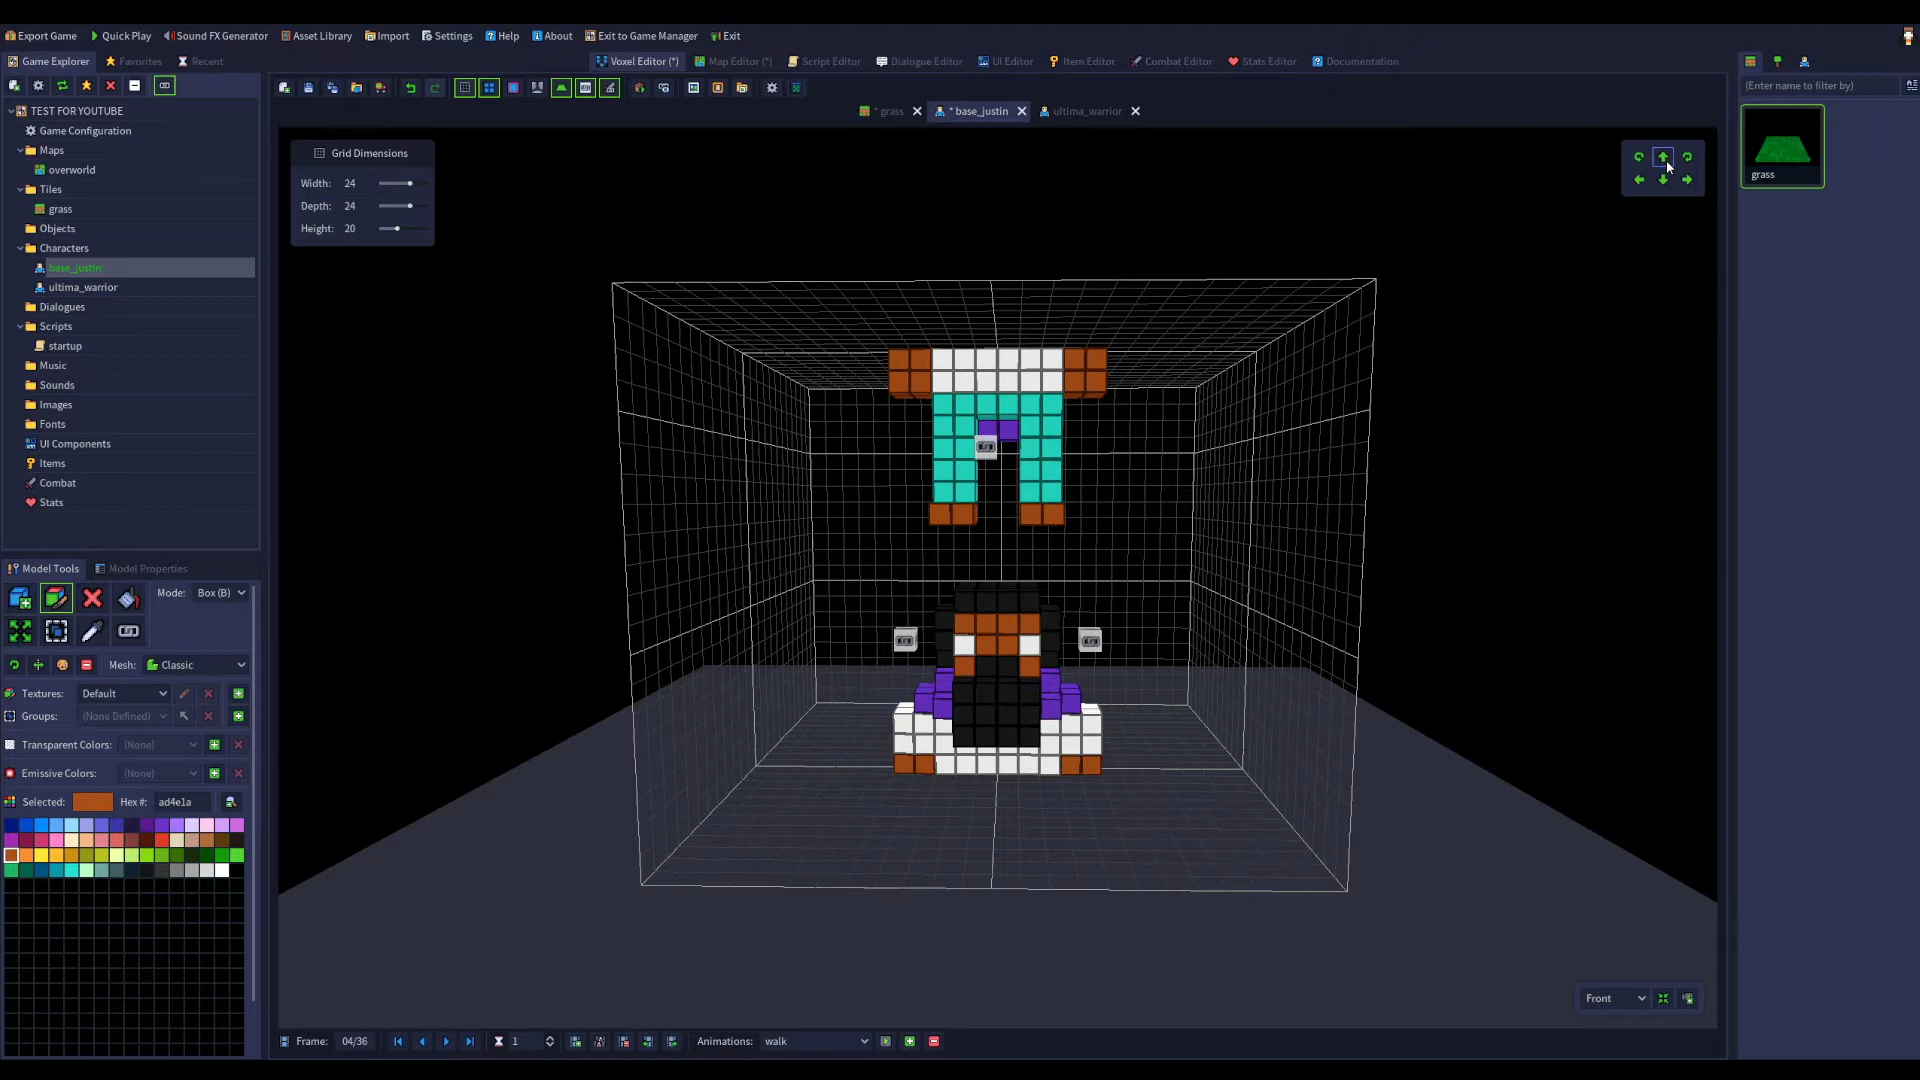 Export Game Quick Play Sound FX Generator Asset Library Import Settings Help About Exit to Game Manager Exit
Game Explorer Favorites Recent
Voxel Editor (*) Map Editor (*) Script Editor Dialogue Editor UI Editor Item Editor Combat Editor Stats Editor Documentation
(Enter name to filter by)
* grass * base_justin ultima_warrior
TEST FOR YOUTUBE
Game Configuration
Maps
overworld
Tiles
grass
Objects
Characters
base_justin
ultima_warrior
Dialogues
Scripts
startup
Music
Sounds
Images
Fonts
UI Components
Items
Combat
Stats
Grid Dimensions
Width: 24
Depth: 24
Height: 20
grass
Model Tools Model Properties
Mode: Box (B)
Mesh: Classic
Textures: Default
Groups: (None Defined)
Transparent Colors: (None)
Emissive Colors: (None)
Selected: Hex #: ad4e1a
Front
Frame: 04/36 1 Animations: walk